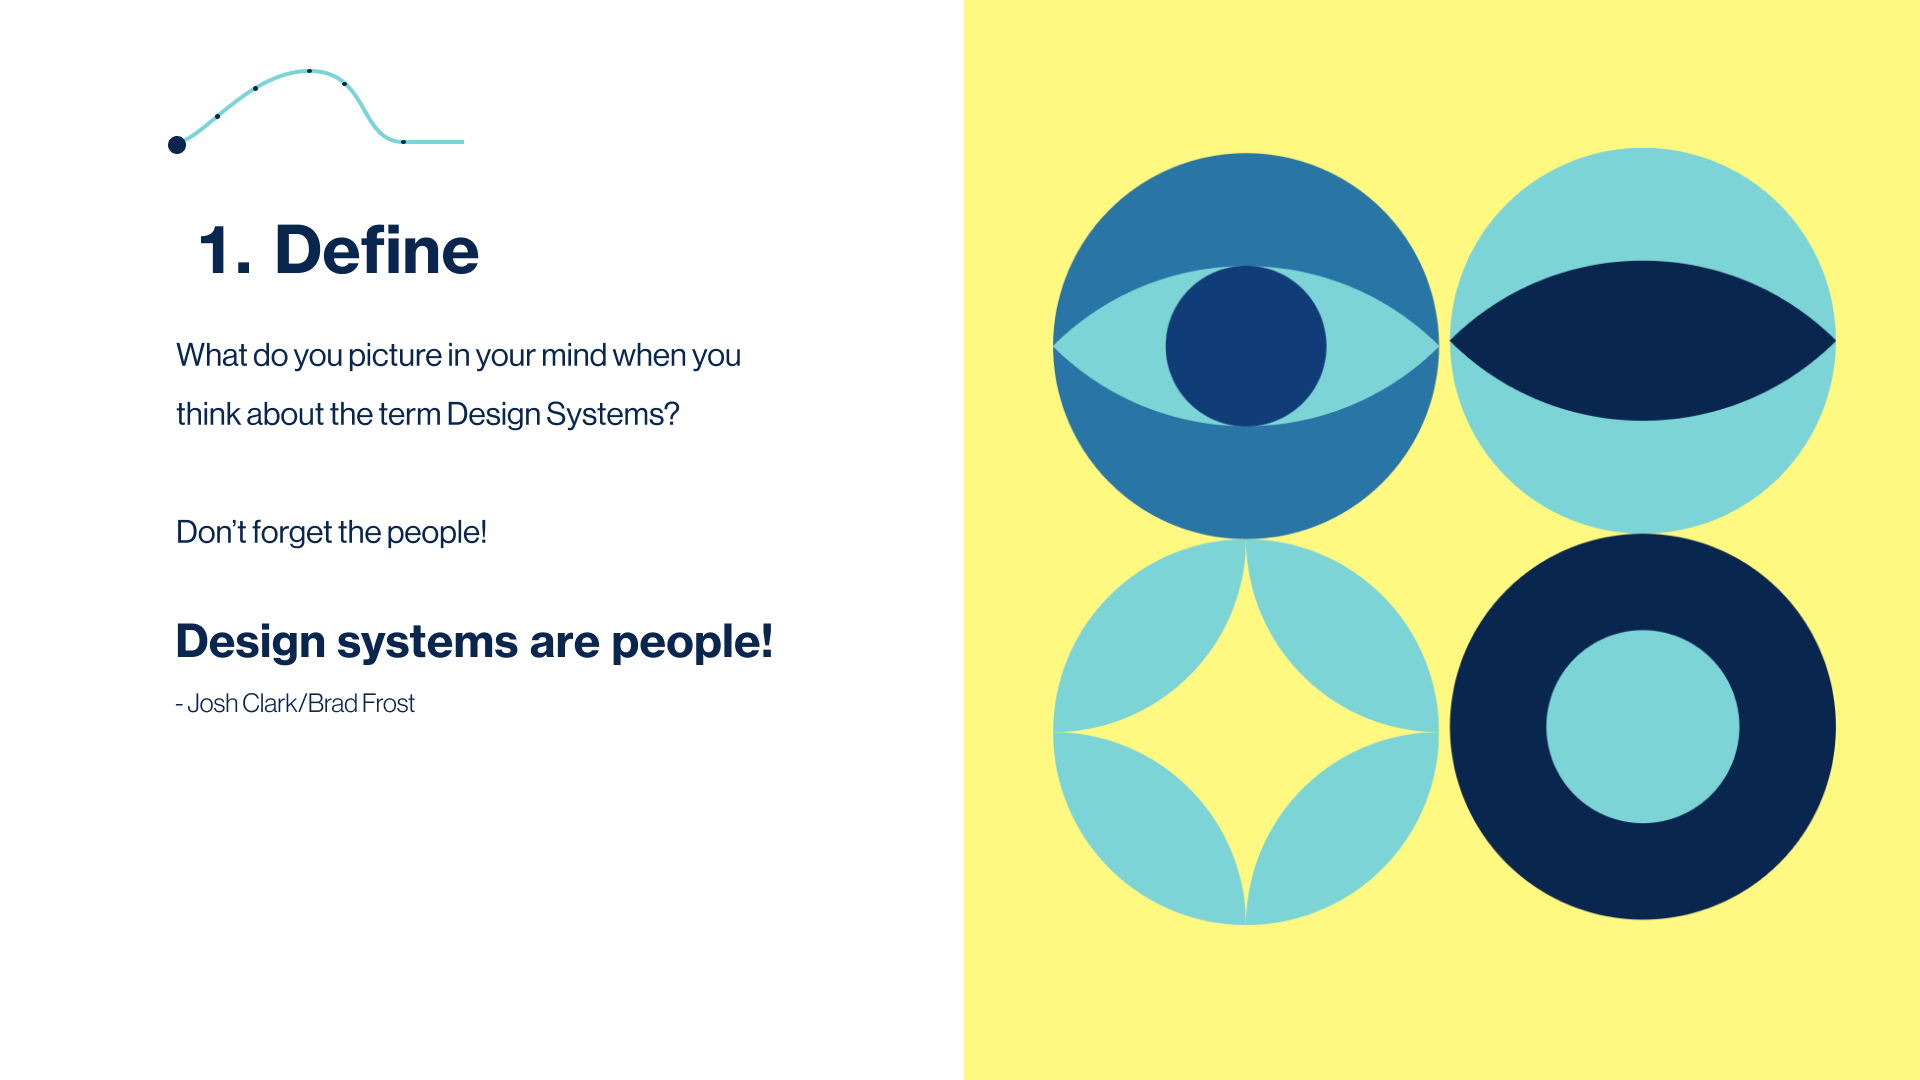 1. Define
What do you picture in your mind when you
think about the term Design Systems?
Don’t forget the people!
Design systems are people!
- Josh Clark/Brad Frost